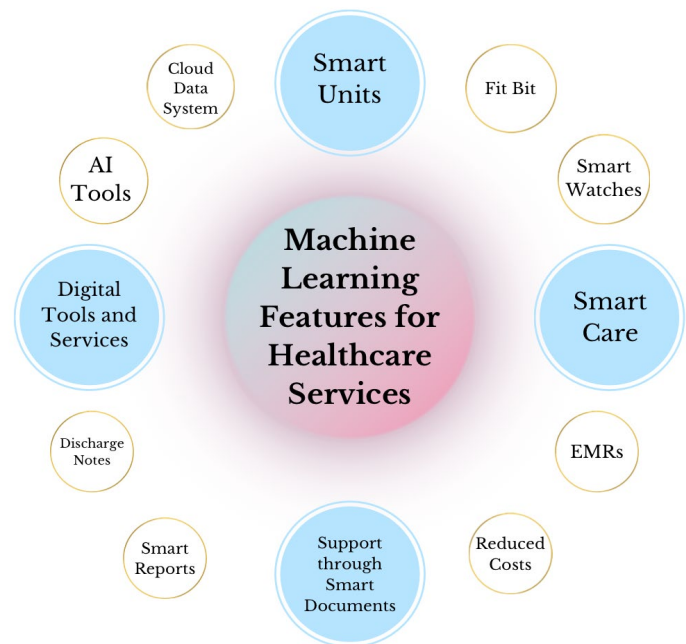 Smart
Units
Cloud
Data
System
Fit Bit
AI
Tools
Smart
Watches
Machine
Learning
Features for
Healthcare
Services
Digital
Tools and
Services
Smart
Care
Discharge
Notes
EMRs
Smart
Reports
Support
through
Smart
Documents
Reduced
Costs